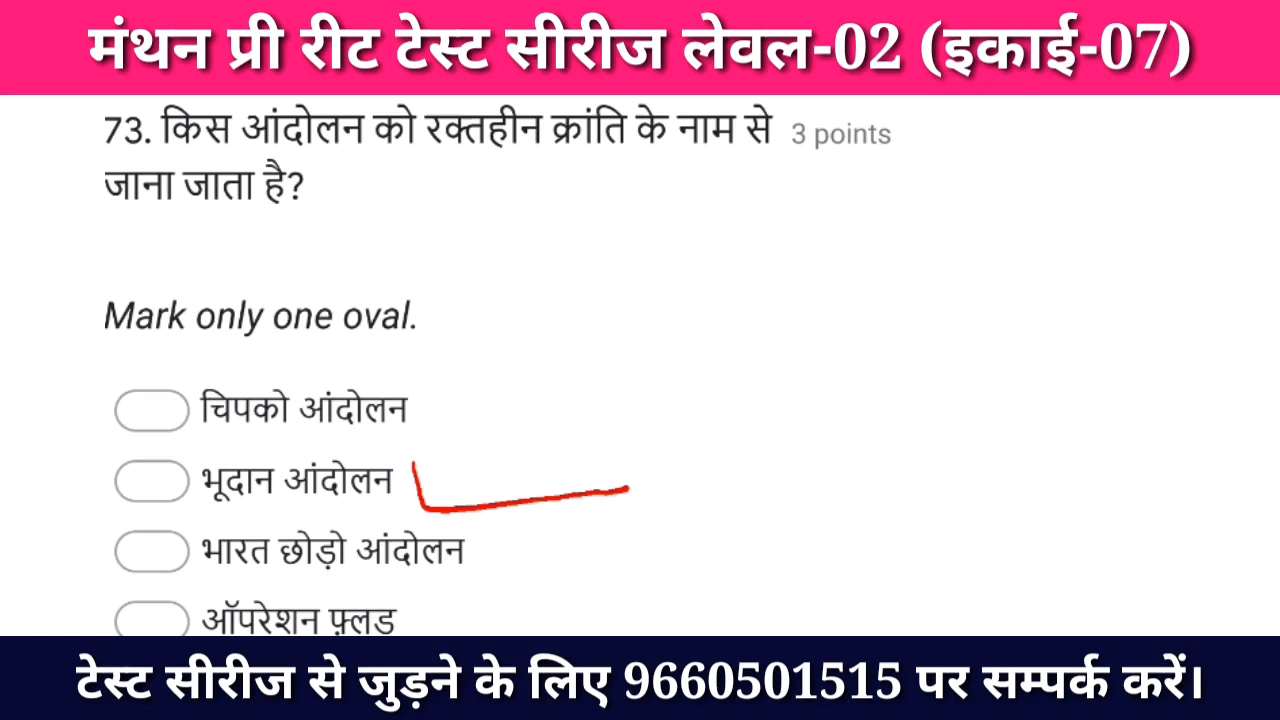 मंथन प्री रीट टेस्ट सीरीज लेवल-02 (इकाई-07)
73. किस आंदोलन को रक्तहीन क्रांति के नाम से 3 points
जाना जाता है?
Mark only one oval.
चिपको आंदोलन
भूदान आंदोलन
भारत छोड़ो आंदोलन
ऑपरेशन फ़्लड
टेस्ट सीरीज से जुड़ने के लिए 9660501515 पर सम्पर्क करें।